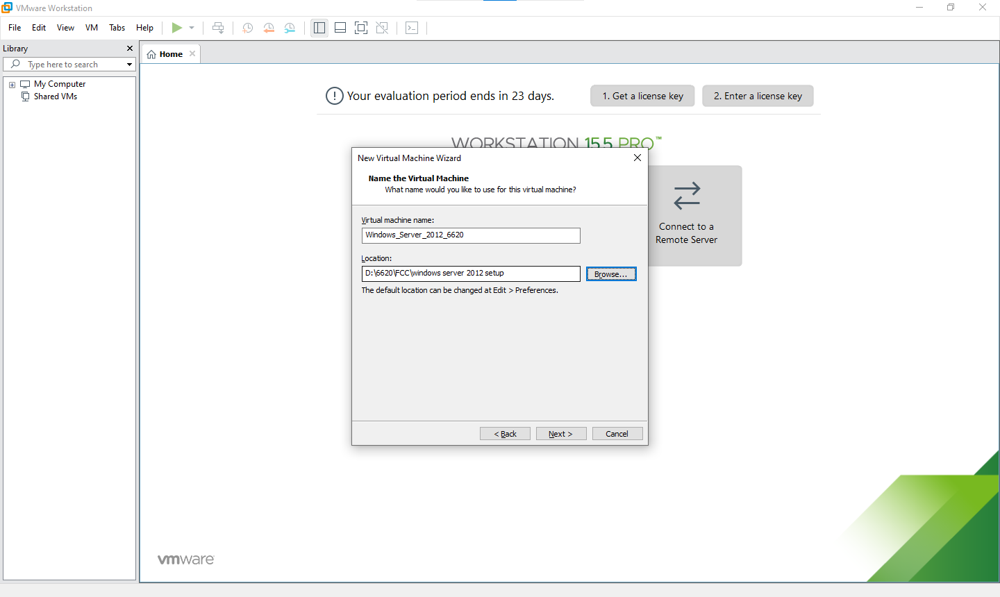 VMware Workstation
File Edit View VM Tabs Help
Library
Type here to search
My Computer
Shared VMs
Home
Your evaluation period ends in 23 days.
1. Get a license key
2. Enter a license key
WORKSTATION 15.5 PRO™
New Virtual Machine Wizard
Name the Virtual Machine
What name would you like to use for this virtual machine?
Virtual machine name:
Windows_Server_2012_6620
Location:
D:\6620\FCC\windows server 2012 setup
Browse...
The default location can be changed at Edit > Preferences.
< Back
Next >
Cancel
Connect to a
Remote Server
vmware